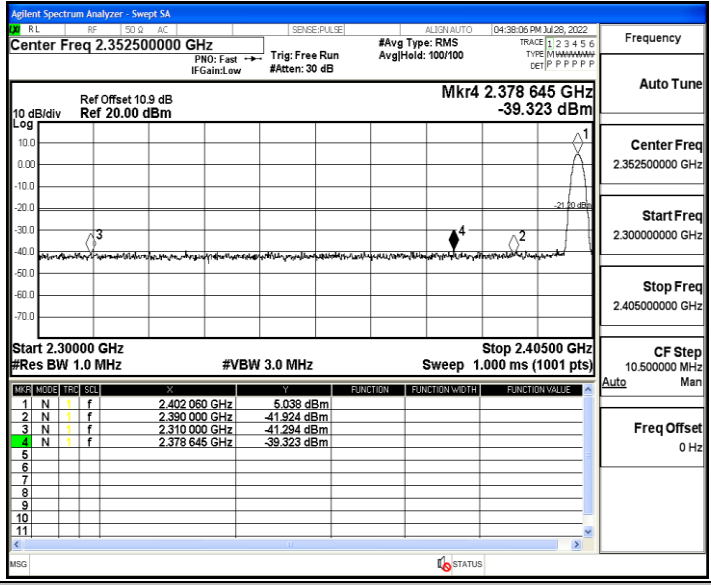 Agilent Spectrum Analyzer - Swept SA
RL RF 50 Ω AC SENSE:PULSE ALIGN AUTO 04:38:06 PM Jul 28, 2022
Center Freq 2.352500000 GHz #Avg Type: RMS TRACE 1 2 3 4 5 6
PNO: Fast Trig: Free Run Avg|Hold: 100/100 TYPE M
IFGain:Low #Atten: 30 dB DET P P P P P P
Frequency
Auto Tune
Ref Offset 10.9 dB Mkr4 2.378 645 GHz
10 dB/div Ref 20.00 dBm -39.323 dBm
Log
10.0
0.00
-10.0
-20.0
-30.0
-40.0
-50.0
-60.0
-70.0
1
-21.20 dBm
3
4
2
Start 2.30000 GHz Stop 2.40500 GHz
#Res BW 1.0 MHz #VBW 3.0 MHz Sweep 1.000 ms (1001 pts)
Center Freq
2.352500000 GHz
Start Freq
2.300000000 GHz
Stop Freq
2.405000000 GHz
CF Step
10.500000 MHz
Auto Man
Freq Offset
0 Hz
MKR MODE TRC SCL X Y FUNCTION FUNCTION WIDTH FUNCTION VALUE
1 N 1 f 2.402 060 GHz 5.038 dBm
2 N 1 f 2.390 000 GHz -41.924 dBm
3 N 1 f 2.310 000 GHz -41.294 dBm
4 N 1 f 2.378 645 GHz -39.323 dBm
5
6
7
8
9
10
11
MSG STATUS